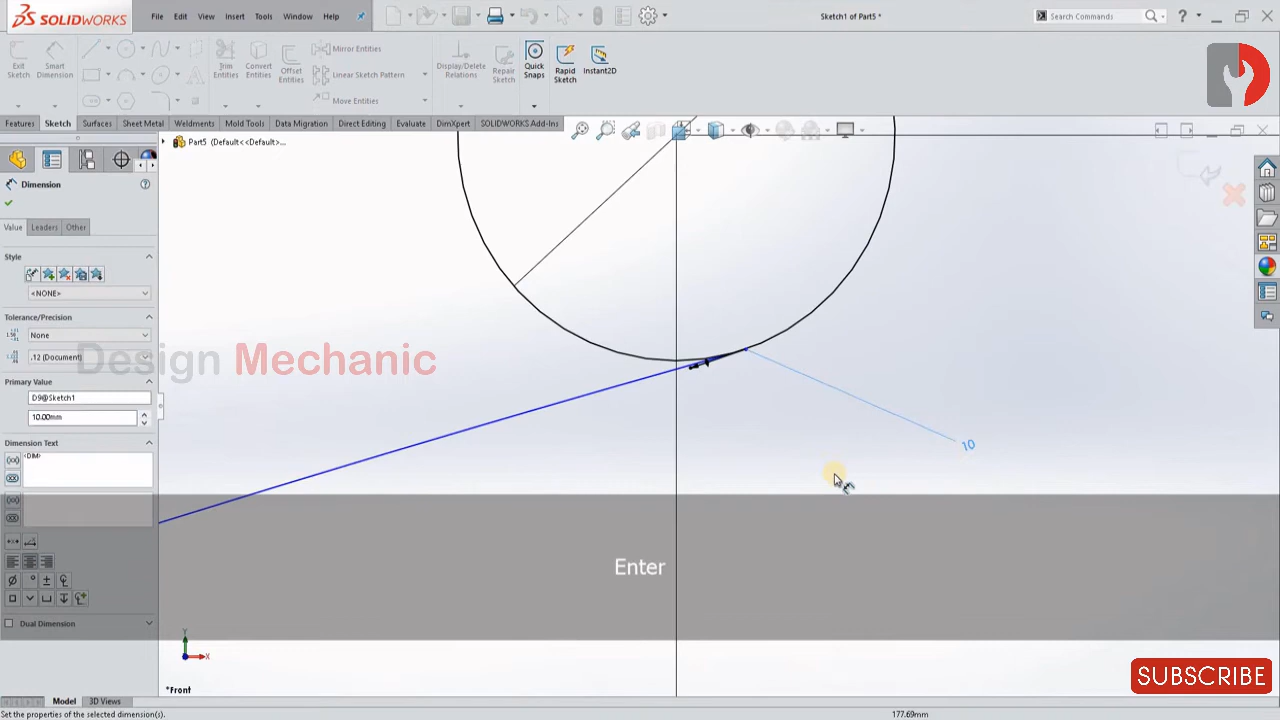 SOLIDWORKS
File Edit View Insert Tools Window Help
Sketch1 of Part5 *
Search Commands
Exit Sketch
Smart Dimension
Trim Entities
Convert Entities
Offset Entities
Mirror Entities
Linear Sketch Pattern
Move Entities
Display/Delete Relations
Repair Sketch
Quick Snaps
Rapid Sketch
Instant2D
Features Sketch Surfaces Sheet Metal Weldments Mold Tools Data Migration Direct Editing Evaluate DimXpert SOLIDWORKS Add-Ins
Part5 (Default<<Default>...
Dimension
Value Leaders Other
Style
<NONE>
Tolerance/Precision
None
.12 (Document)
Design Mechanic
Primary Value
D9@Sketch1
10.00mm
Dimension Text
<DIM>
10
Enter
Dual Dimension
Y
X
*Front
SUBSCRIBE
Model 3D Views
Set the properties of the selected dimension(s).
177.69mm